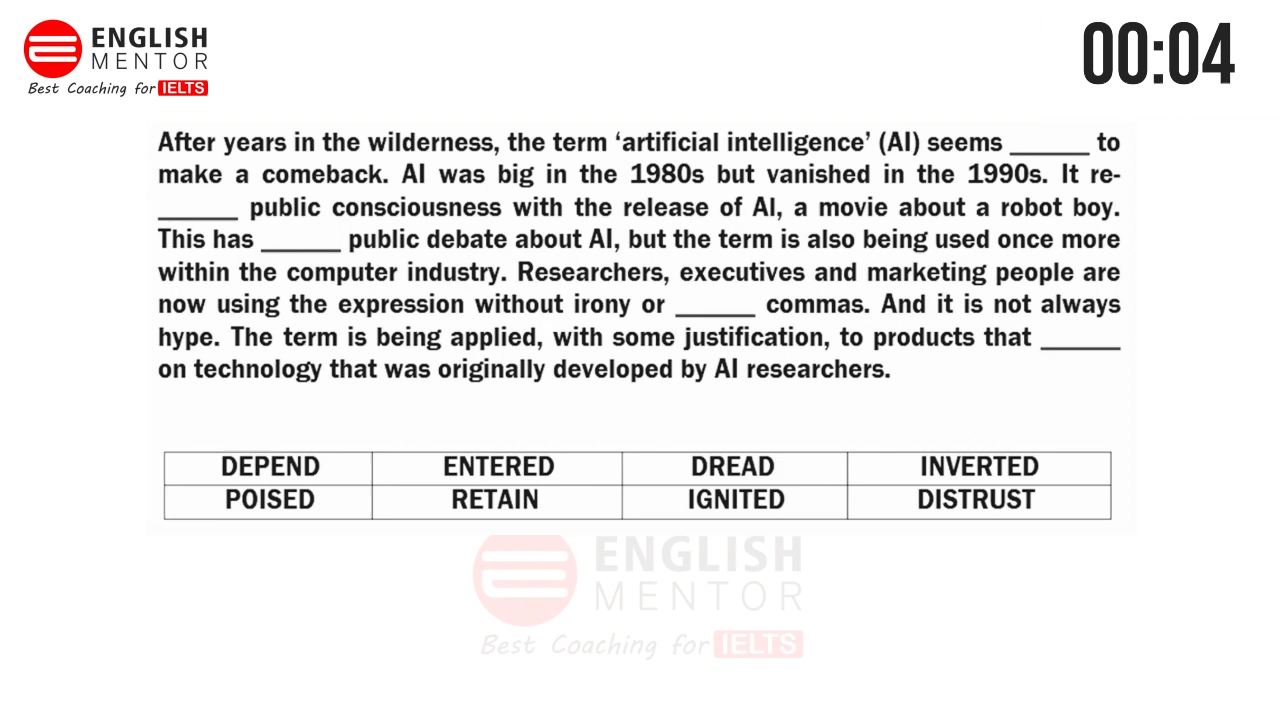 ENGLISH
MENTOR
Best Coaching for IELTS
00:04
After years in the wilderness, the term ‘artificial intelligence’ (AI) seems ______ to
make a comeback. AI was big in the 1980s but vanished in the 1990s. It re-
______ public consciousness with the release of AI, a movie about a robot boy.
This has ______ public debate about AI, but the term is also being used once more
within the computer industry. Researchers, executives and marketing people are
now using the expression without irony or ______ commas. And it is not always
hype. The term is being applied, with some justification, to products that ______
on technology that was originally developed by AI researchers.
DEPEND ENTERED DREAD INVERTED
POISED RETAIN IGNITED DISTRUST
ENGLISH
MENTOR
Best Coaching for IELTS